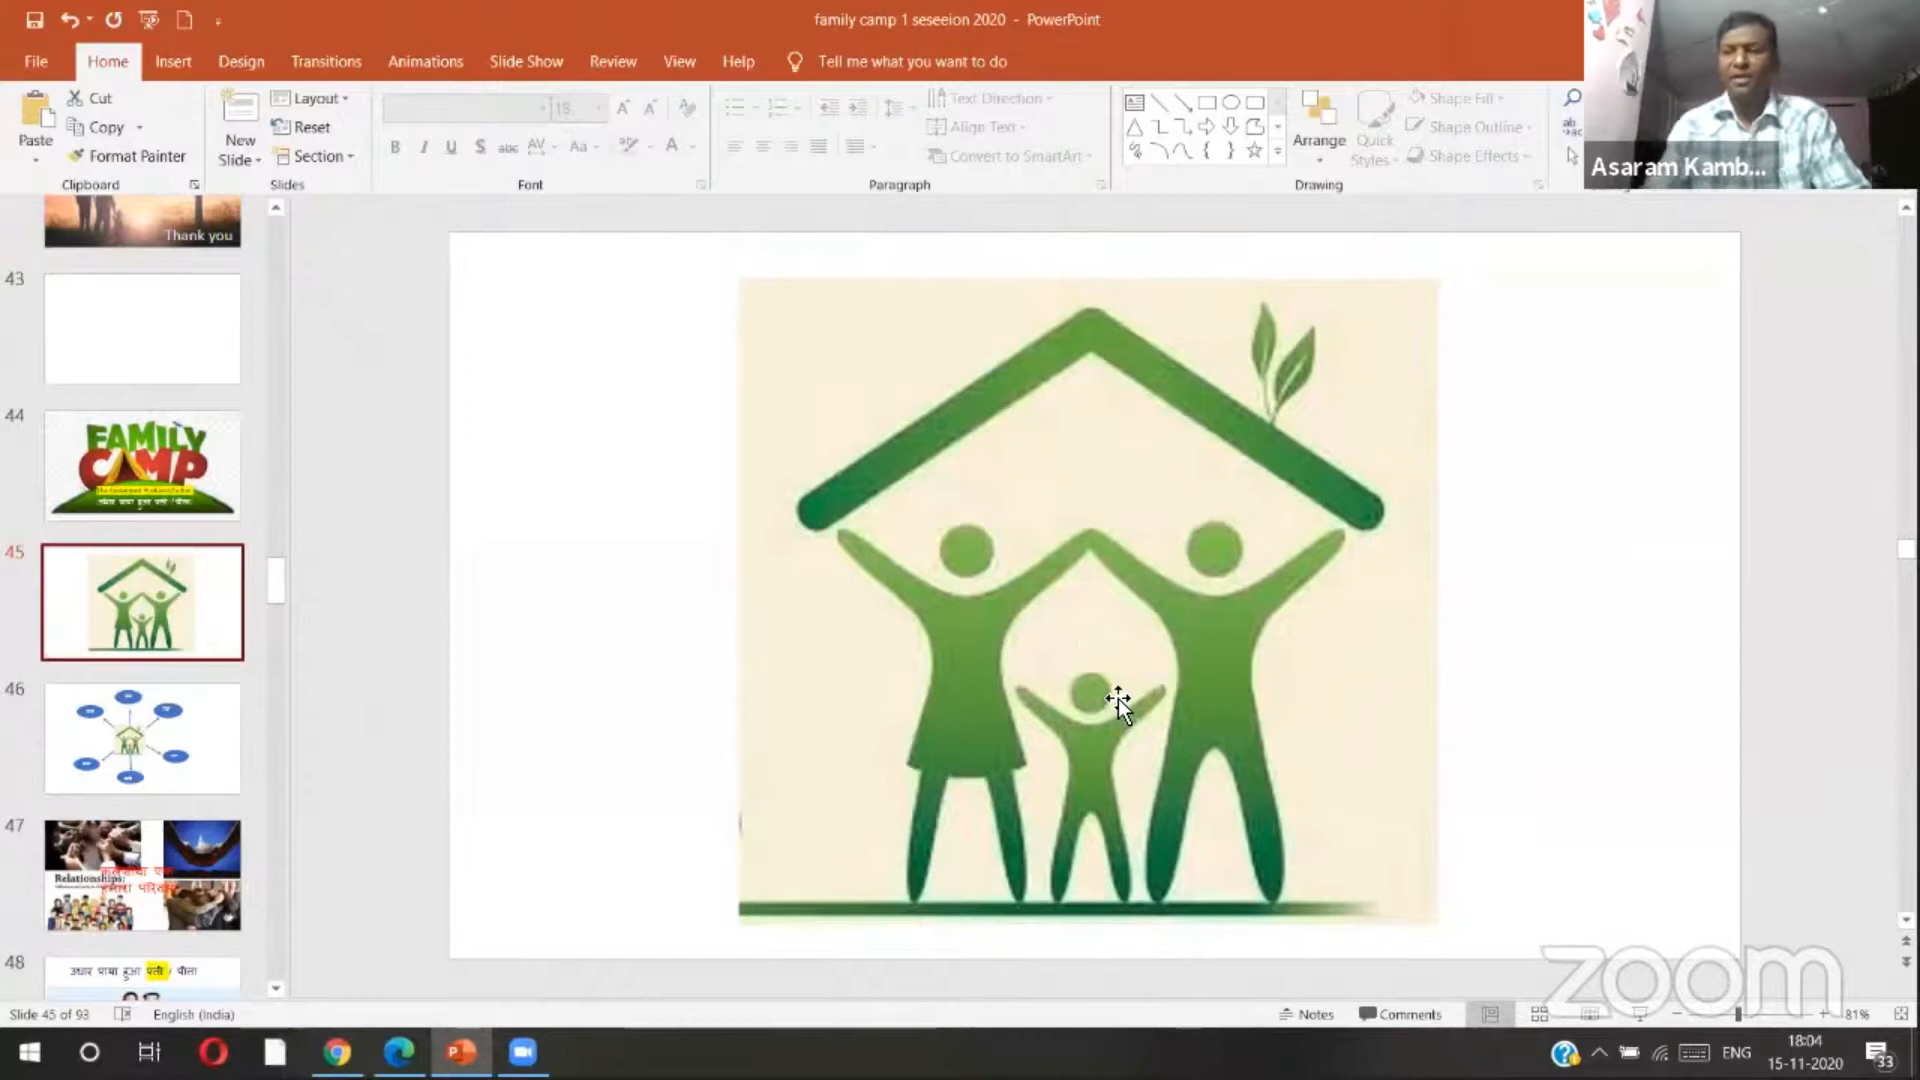 family camp 1 seseeion 2020 - PowerPoint
File Home Insert Design Transitions Animations Slide Show Review View Help Tell me what you want to do
Cut
Copy
Format Painter
Paste
Clipboard
New Slide
Layout
Reset
Section
Slides
18
Font
Text Direction
Align Text
Convert to SmartArt
Paragraph
Arrange
Quick Styles
Shape Fill
Shape Outline
Shape Effects
Drawing
Asaram Kamb...
Thank you
43
44
FAMILY
CAMP
45
46
47
Relationships:
48
उधार पाया हुआ पती / पीता
zoom
Slide 45 of 93 English (India)
Notes Comments 81%
ENG
18:04
15-11-2020
33